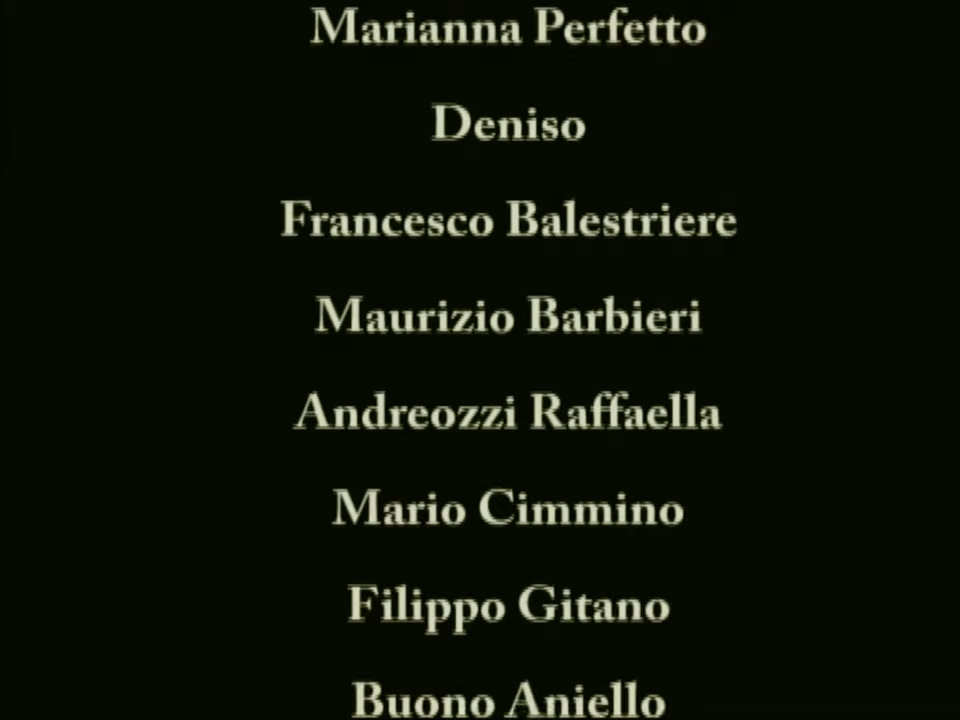 Marianna Perfetto
Deniso
Francesco Balestriere
Maurizio Barbieri
Andreozzi Raffaella
Mario Cimmino
Filippo Gitano
Buono Aniello